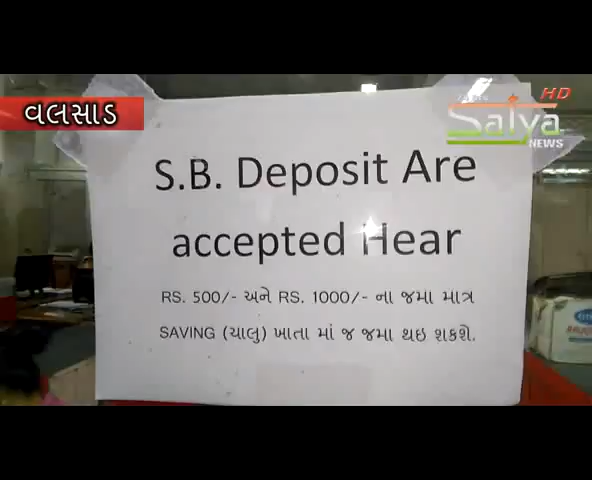 વલસાડ
HD
Satya
NEWS
S.B. Deposit Are
accepted Hear
RS. 500/- અને RS. 1000/- ના જમા માત્ર
SAVING (ચાલુ) ખાતા માં જ જમા થઇ શકશે.